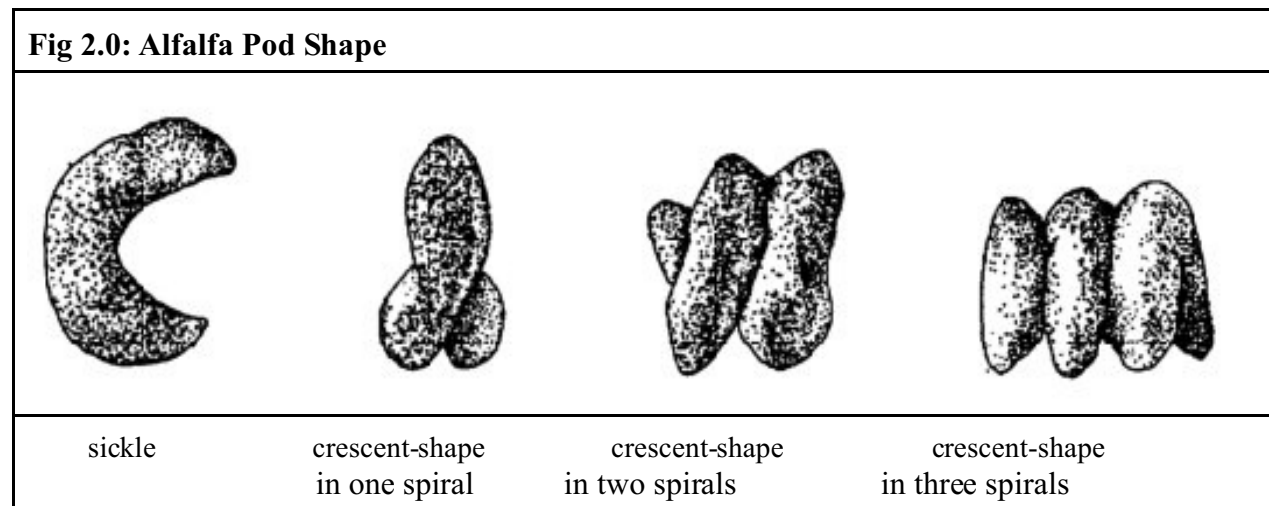 Fig 2.0: Alfalfa Pod Shape
sickle crescent-shape crescent-shape crescent-shape
in one spiral in two spirals in three spirals